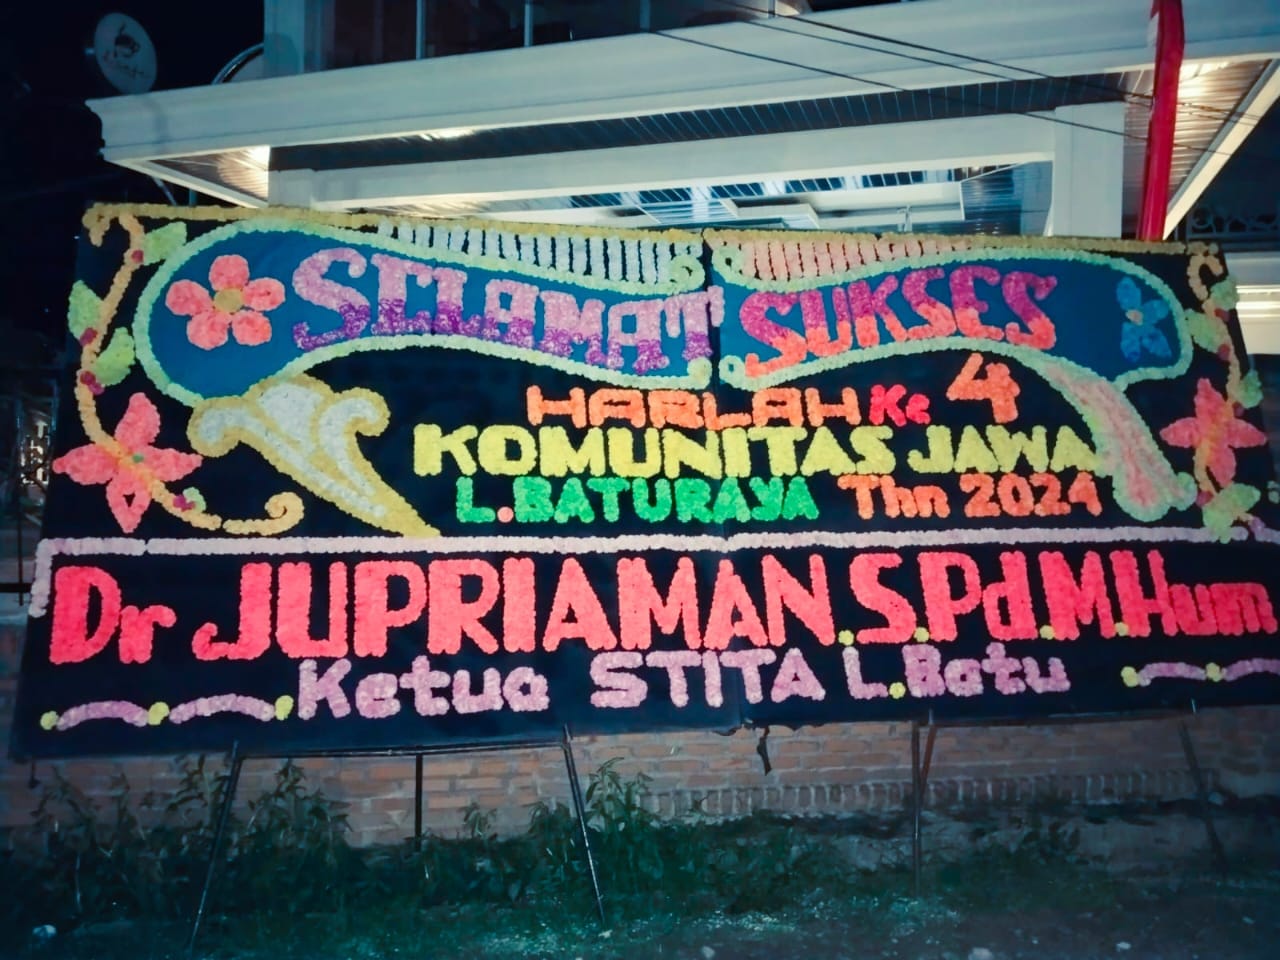 SELAMAT SUKSES
HARLAH Ke 4
KOMUNITAS JAWA
L.BATURAYA Thn 2024
Dr JUPRIAMAN.S.Pd.M.Hum
Ketua STITA L.Batu